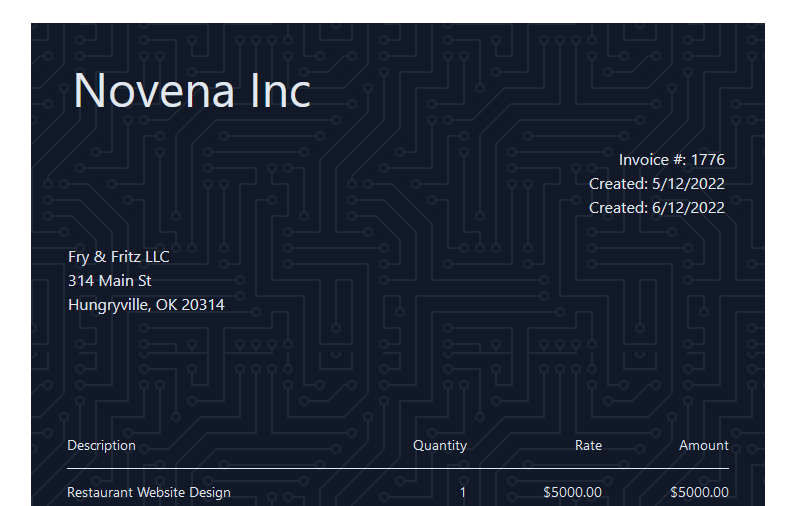 Novena Inc
Invoice #: 1776
Created: 5/12/2022
Created: 6/12/2022
Fry & Fritz LLC
314 Main St
Hungryville, OK 20314
Description Quantity Rate Amount
Restaurant Website Design 1 $5000.00 $5000.00